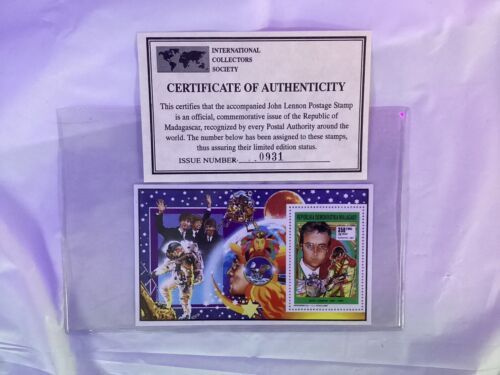 INTERNATIONAL
COLLECTORS
SOCIETY
CERTIFICATE OF AUTHENTICITY
This certifies that the accompanied John Lennon Postage Stamp
is an official, commemorative issue of the Republic of
Madagascar, recognized by every Postal Authority around the
world. The number below has been assigned to these stamps,
thus assuring their limited edition status.
ISSUE NUMBER 0931
REPOBLIKA DEMOKRATIKA MALAGASY
350 FMG